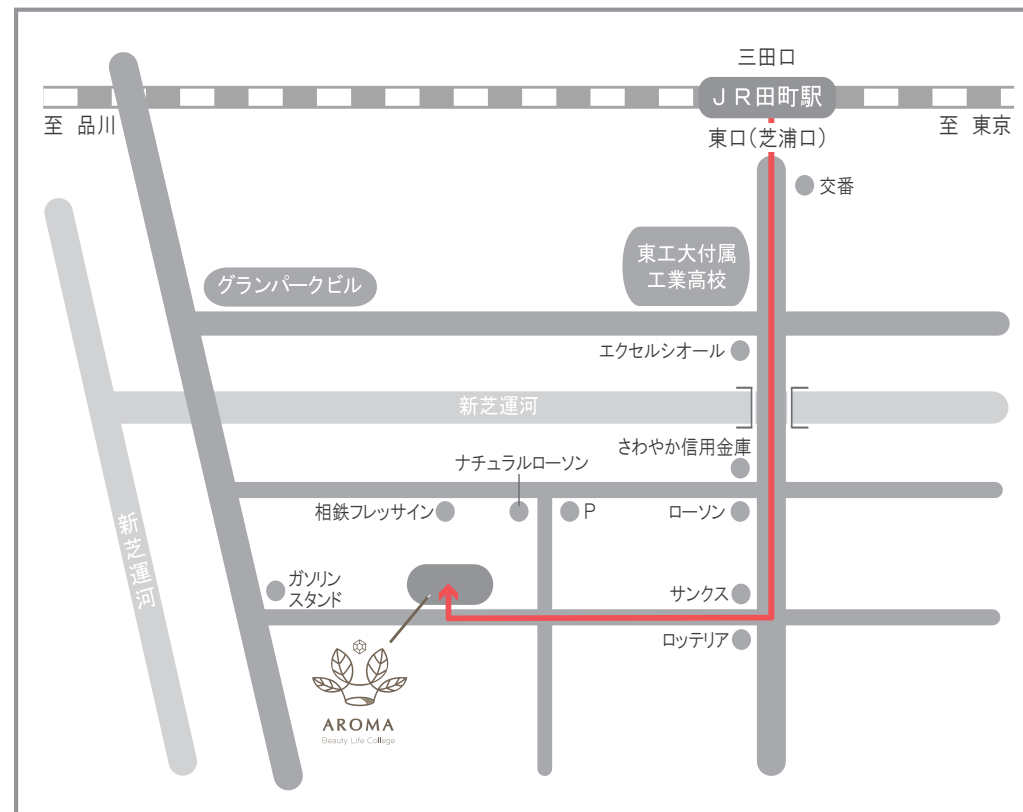 三田口
JR田町駅
至 品川
至 東京
東口(芝浦口)
交番
東工大付属
工業高校
グランパークビル
エクセルシオール
新芝運河
さわやか信用金庫
ナチュラルローソン
相鉄フレッサイン
P
ローソン
新芝運河
ガソリン
スタンド
サンクス
ロッテリア
AROMA
Beauty Life College